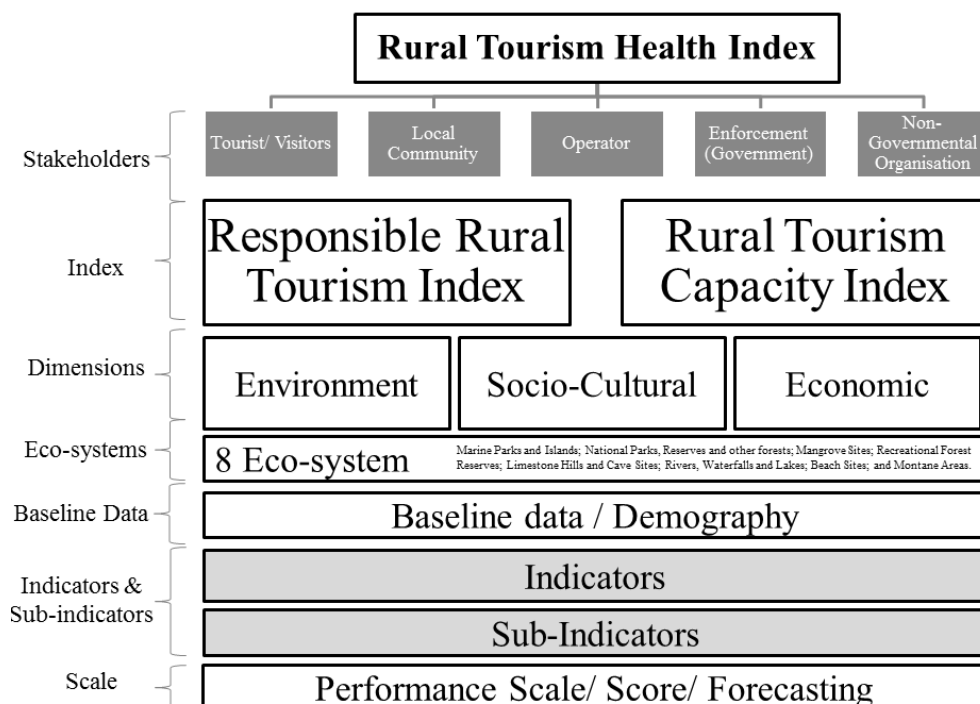 Rural Tourism Health Index
Stakeholders
Tourist/ Visitors
Local
Community
Operator
Enforcement
(Government)
Non-
Governmental
Organisation
Index
Responsible Rural
Tourism Index
Rural Tourism
Capacity Index
Dimensions
Environment
Socio-Cultural
Economic
Eco-systems
8 Eco-system
Marine Parks and Islands; National Parks, Reserves and other forests; Mangrove Sites; Recreational Forest
Reserves; Limestone Hills and Cave Sites; Rivers, Waterfalls and Lakes; Beach Sites; and Montane Areas.
Baseline Data
Baseline data / Demography
Indicators &
Sub-indicators
Indicators
Sub-Indicators
Scale
Performance Scale/ Score/ Forecasting